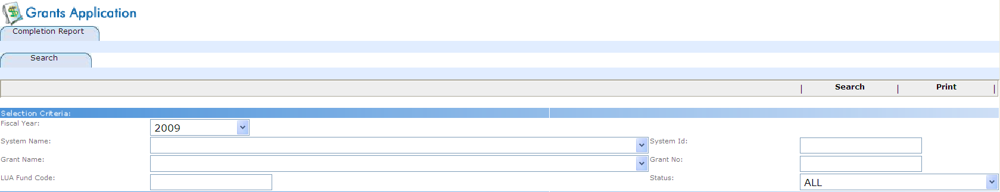 Grants Application
Completion Report
Search
| Search | Print |
Selection Criteria:
Fiscal Year: 2009
System Name: System Id:
Grant Name: Grant No:
LUA Fund Code: Status: ALL